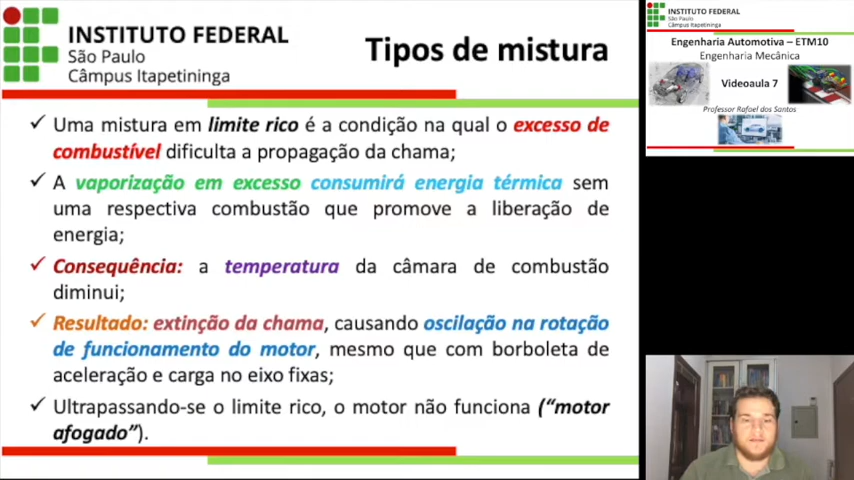 INSTITUTO FEDERAL
São Paulo
Câmpus Itapetininga
Tipos de mistura
✓ Uma mistura em limite rico é a condição na qual o excesso de
combustível dificulta a propagação da chama;
✓ A vaporização em excesso consumirá energia térmica sem
uma respectiva combustão que promove a liberação de
energia;
✓ Consequência: a temperatura da câmara de combustão
diminui;
✓ Resultado: extinção da chama, causando oscilação na rotação
de funcionamento do motor, mesmo que com borboleta de
aceleração e carga no eixo fixas;
✓ Ultrapassando-se o limite rico, o motor não funciona (“motor
afogado”).
INSTITUTO FEDERAL
São Paulo
Câmpus Itapetininga
Engenharia Automotiva – ETM10
Engenharia Mecânica
Videoaula 7
Professor Rafael dos Santos